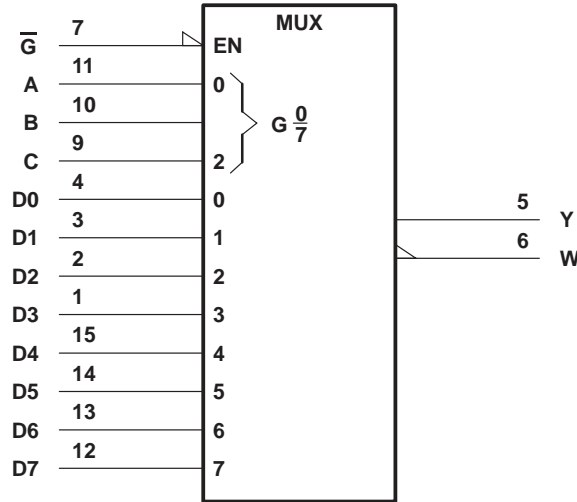 MUX
G̅ 7 EN
A 11 0
B 10
C 9 2
G 0/7
D0 4 0
D1 3 1
D2 2 2
D3 1 3
D4 15 4
D5 14 5
D6 13 6
D7 12 7
5 Y
6 W